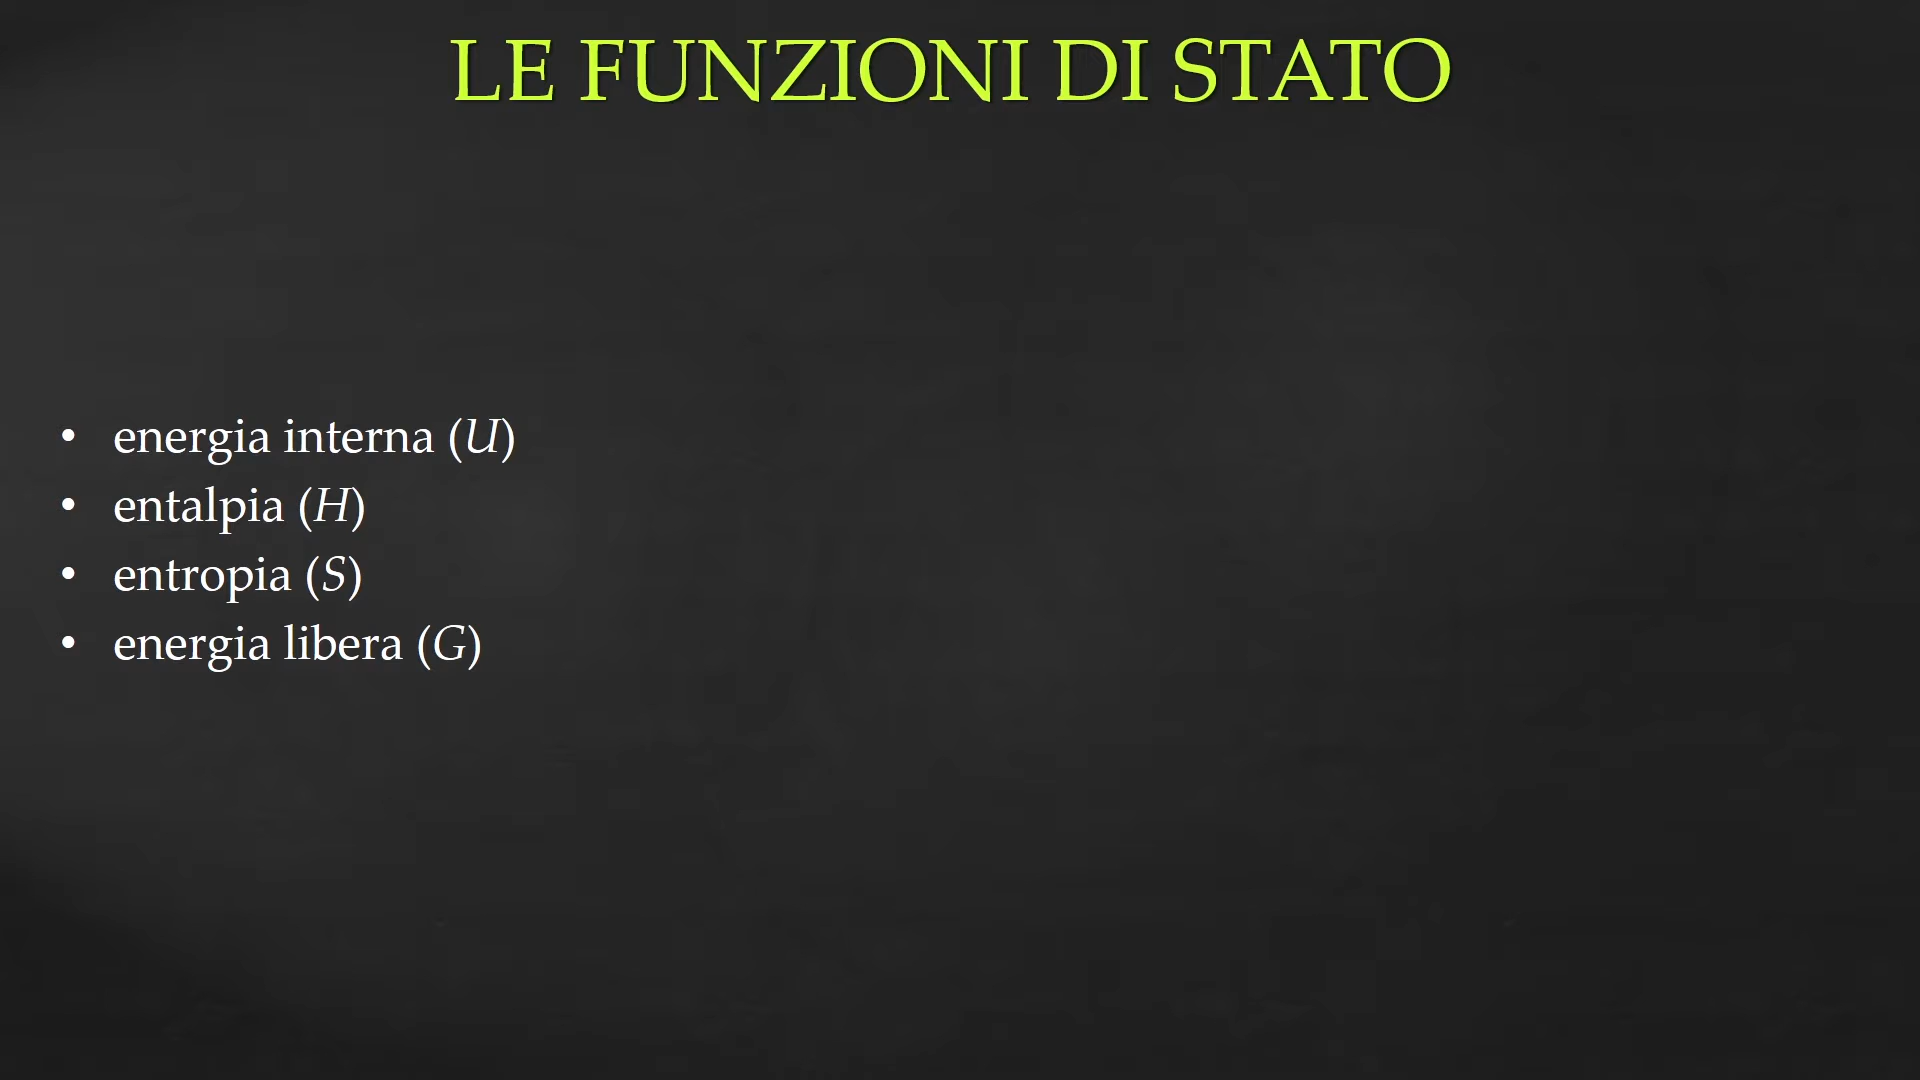 LE FUNZIONI DI STATO
• energia interna (U)
• entalpia (H)
• entropia (S)
• energia libera (G)